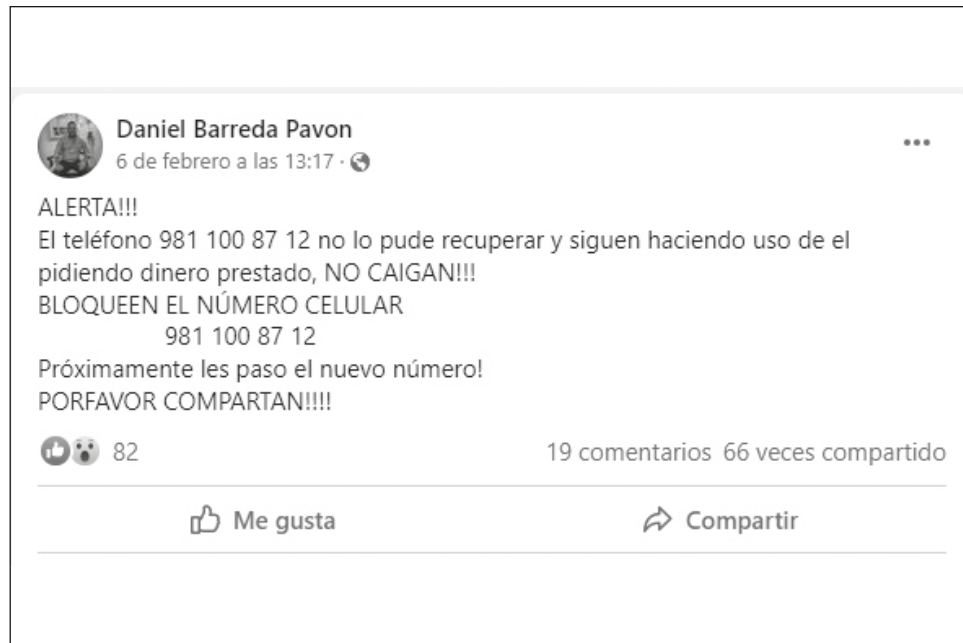 Daniel Barreda Pavon
6 de febrero a las 13:17 ·
ALERTA!!!
El teléfono 981 100 87 12 no lo pude recuperar y siguen haciendo uso de el
pidiendo dinero prestado, NO CAIGAN!!!
BLOQUEEN EL NÚMERO CELULAR
981 100 87 12
Próximamente les paso el nuevo número!
PORFAVOR COMPARTAN!!!!
82
19 comentarios 66 veces compartido
Me gusta
Compartir